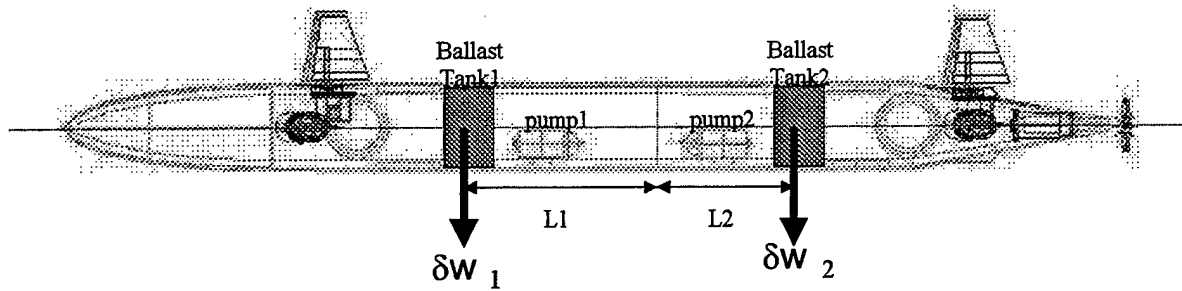 Ballast
Tank1
Ballast
Tank2
pump1
pump2
L1
L2
δw 1
δw 2